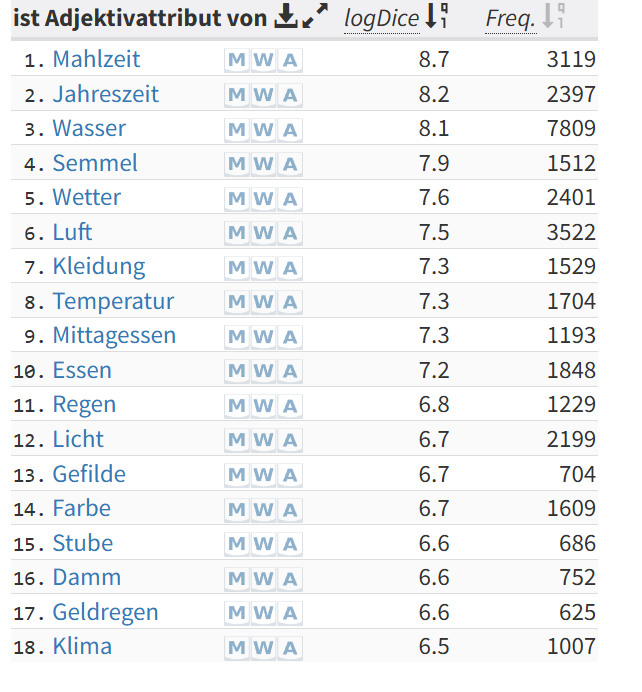 ist Adjektivattribut von logDice Freq.
1. Mahlzeit M W A 8.7 3119
2. Jahreszeit M W A 8.2 2397
3. Wasser M W A 8.1 7809
4. Semmel M W A 7.9 1512
5. Wetter M W A 7.6 2401
6. Luft M W A 7.5 3522
7. Kleidung M W A 7.3 1529
8. Temperatur M W A 7.3 1704
9. Mittagessen M W A 7.3 1193
10. Essen M W A 7.2 1848
11. Regen M W A 6.8 1229
12. Licht M W A 6.7 2199
13. Gefilde M W A 6.7 704
14. Farbe M W A 6.7 1609
15. Stube M W A 6.6 686
16. Damm M W A 6.6 752
17. Geldregen M W A 6.6 625
18. Klima M W A 6.5 1007